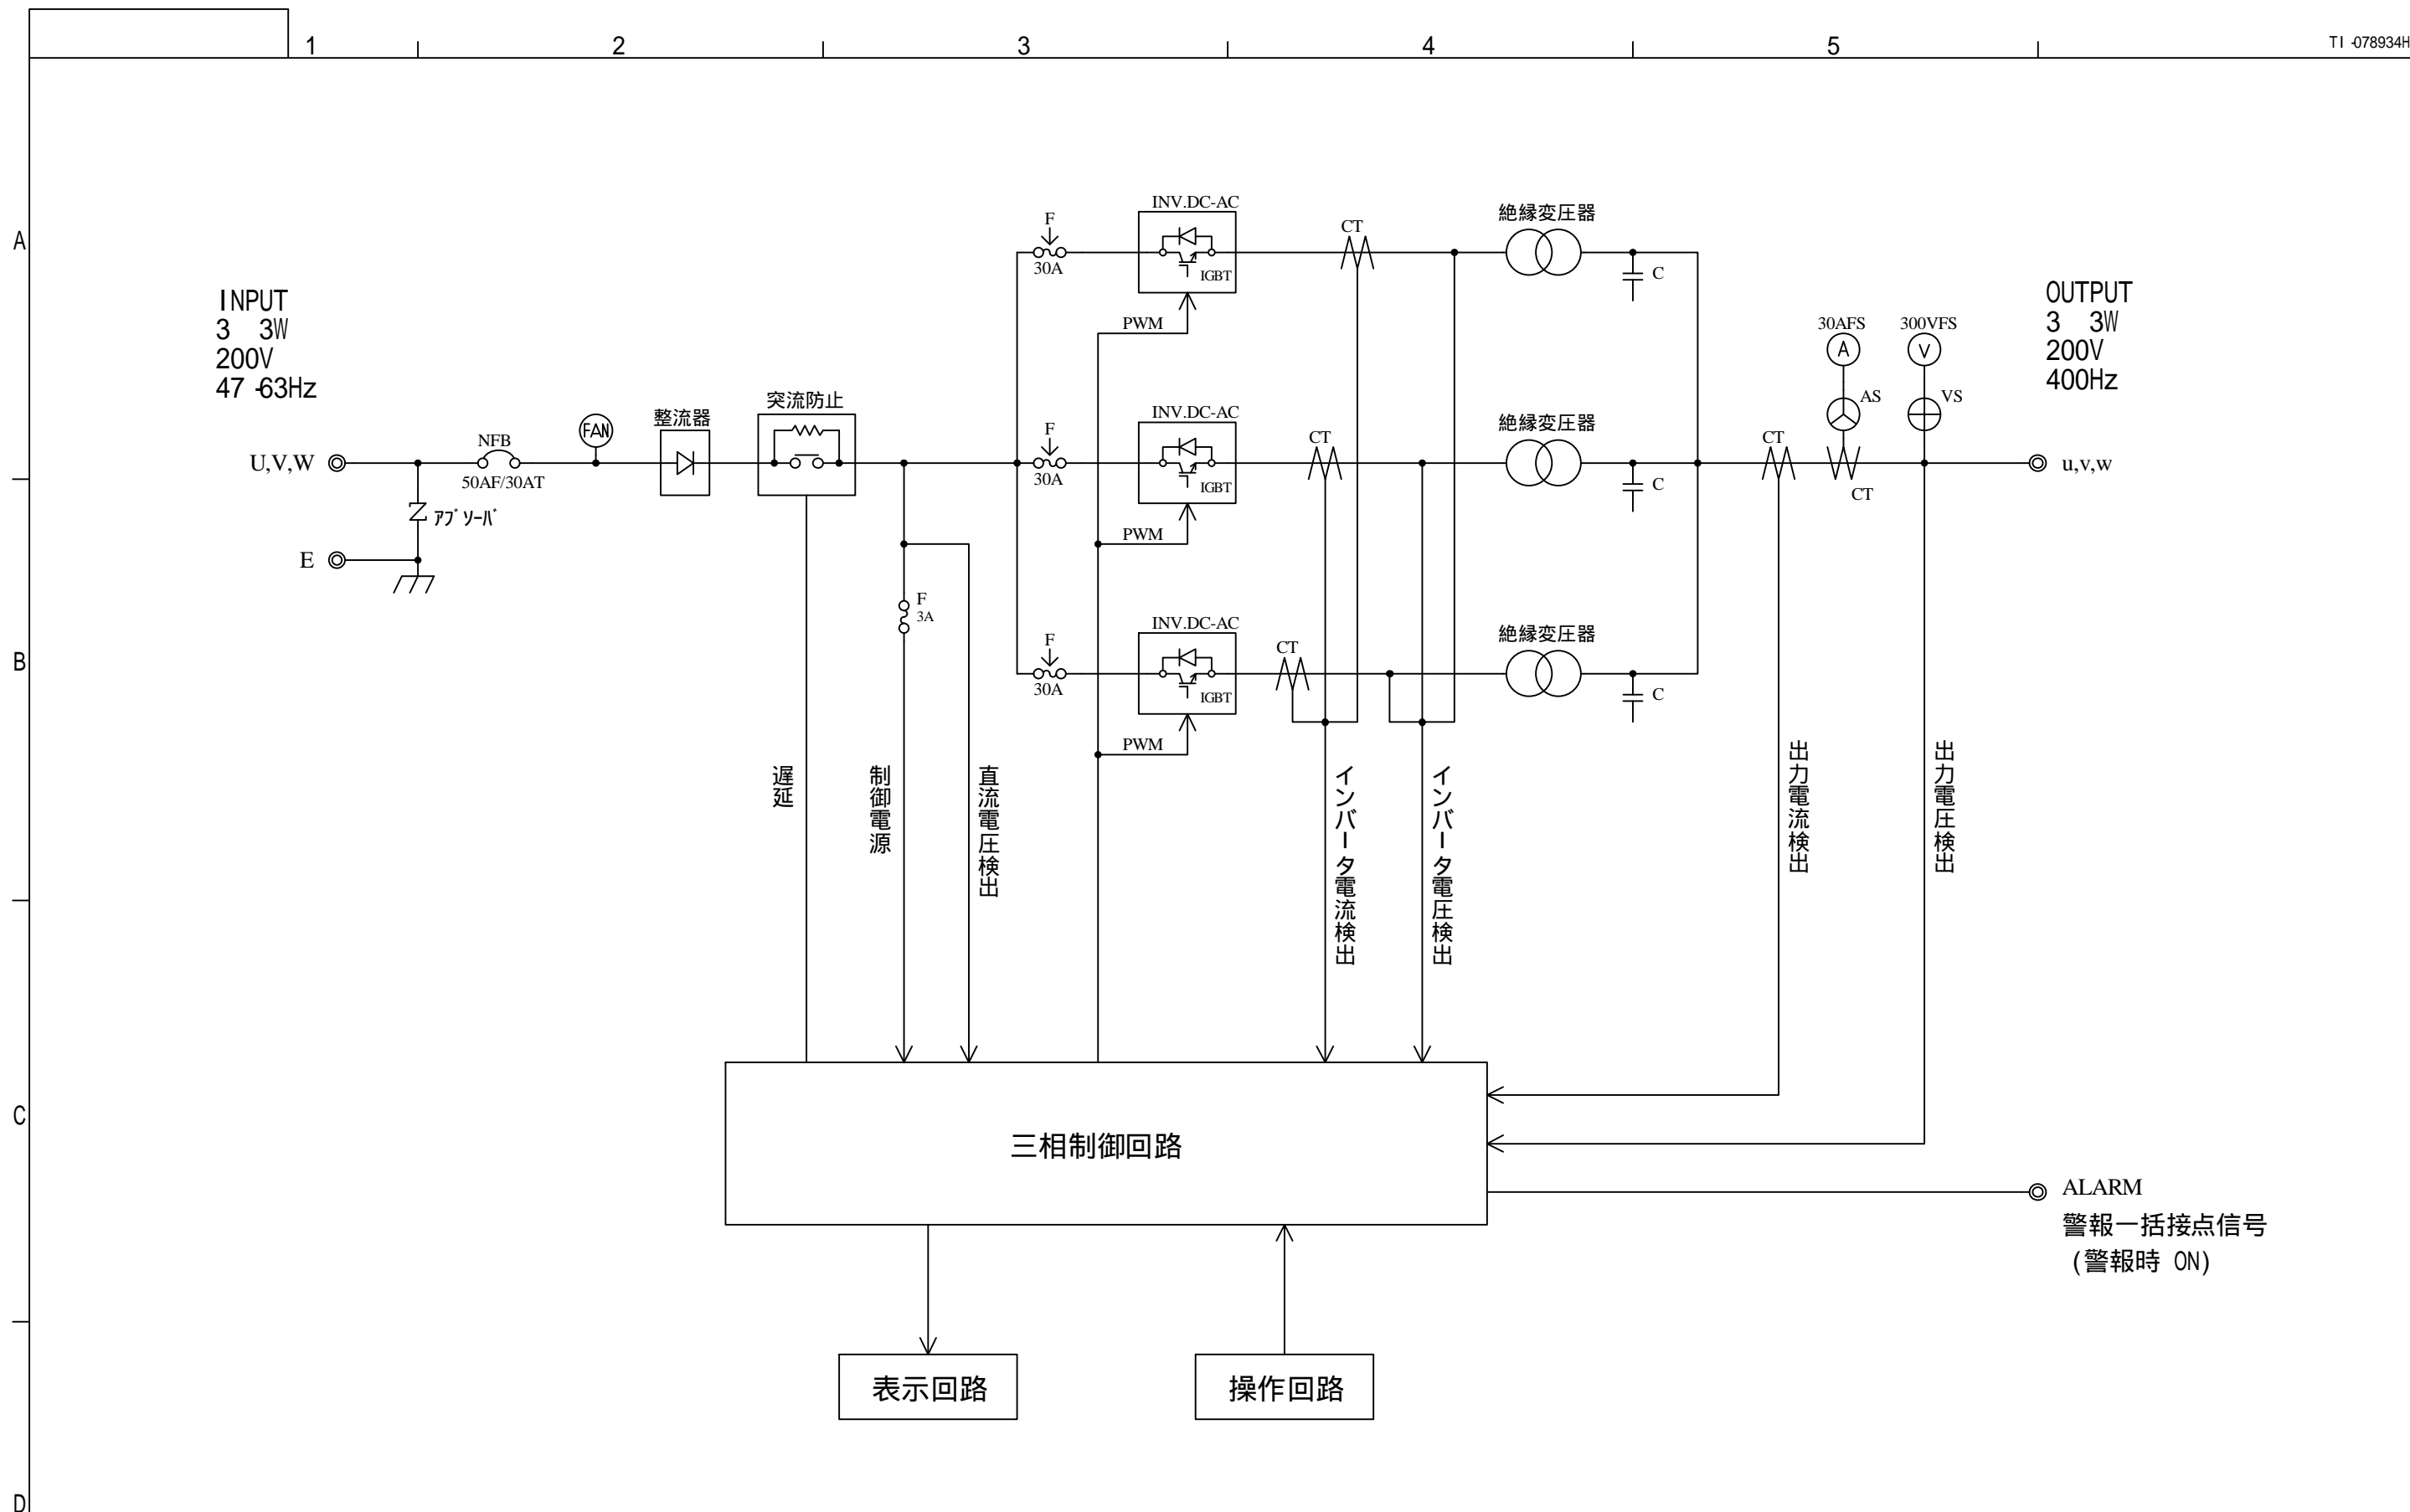 1
2
3
4
5
TI-078934H
A
B
C
D
INPUT
3 3W
200V
47-63Hz
U,V,W
E
アブソーバ
NFB
50AF/30AT
FAN
整流器
突流防止
F
3A
F
30A
INV.DC-AC
IGBT
PWM
CT
絶縁変圧器
C
F
30A
INV.DC-AC
IGBT
PWM
CT
絶縁変圧器
C
F
30A
INV.DC-AC
IGBT
PWM
CT
絶縁変圧器
C
CT
30AFS
A
AS
CT
300VFS
V
VS
OUTPUT
3 3W
200V
400Hz
u,v,w
遅延
制御電源
直流電圧検出
インバータ電流検出
インバータ電圧検出
出力電流検出
出力電圧検出
三相制御回路
ALARM
警報一括接点信号
(警報時 ON)
表示回路
操作回路